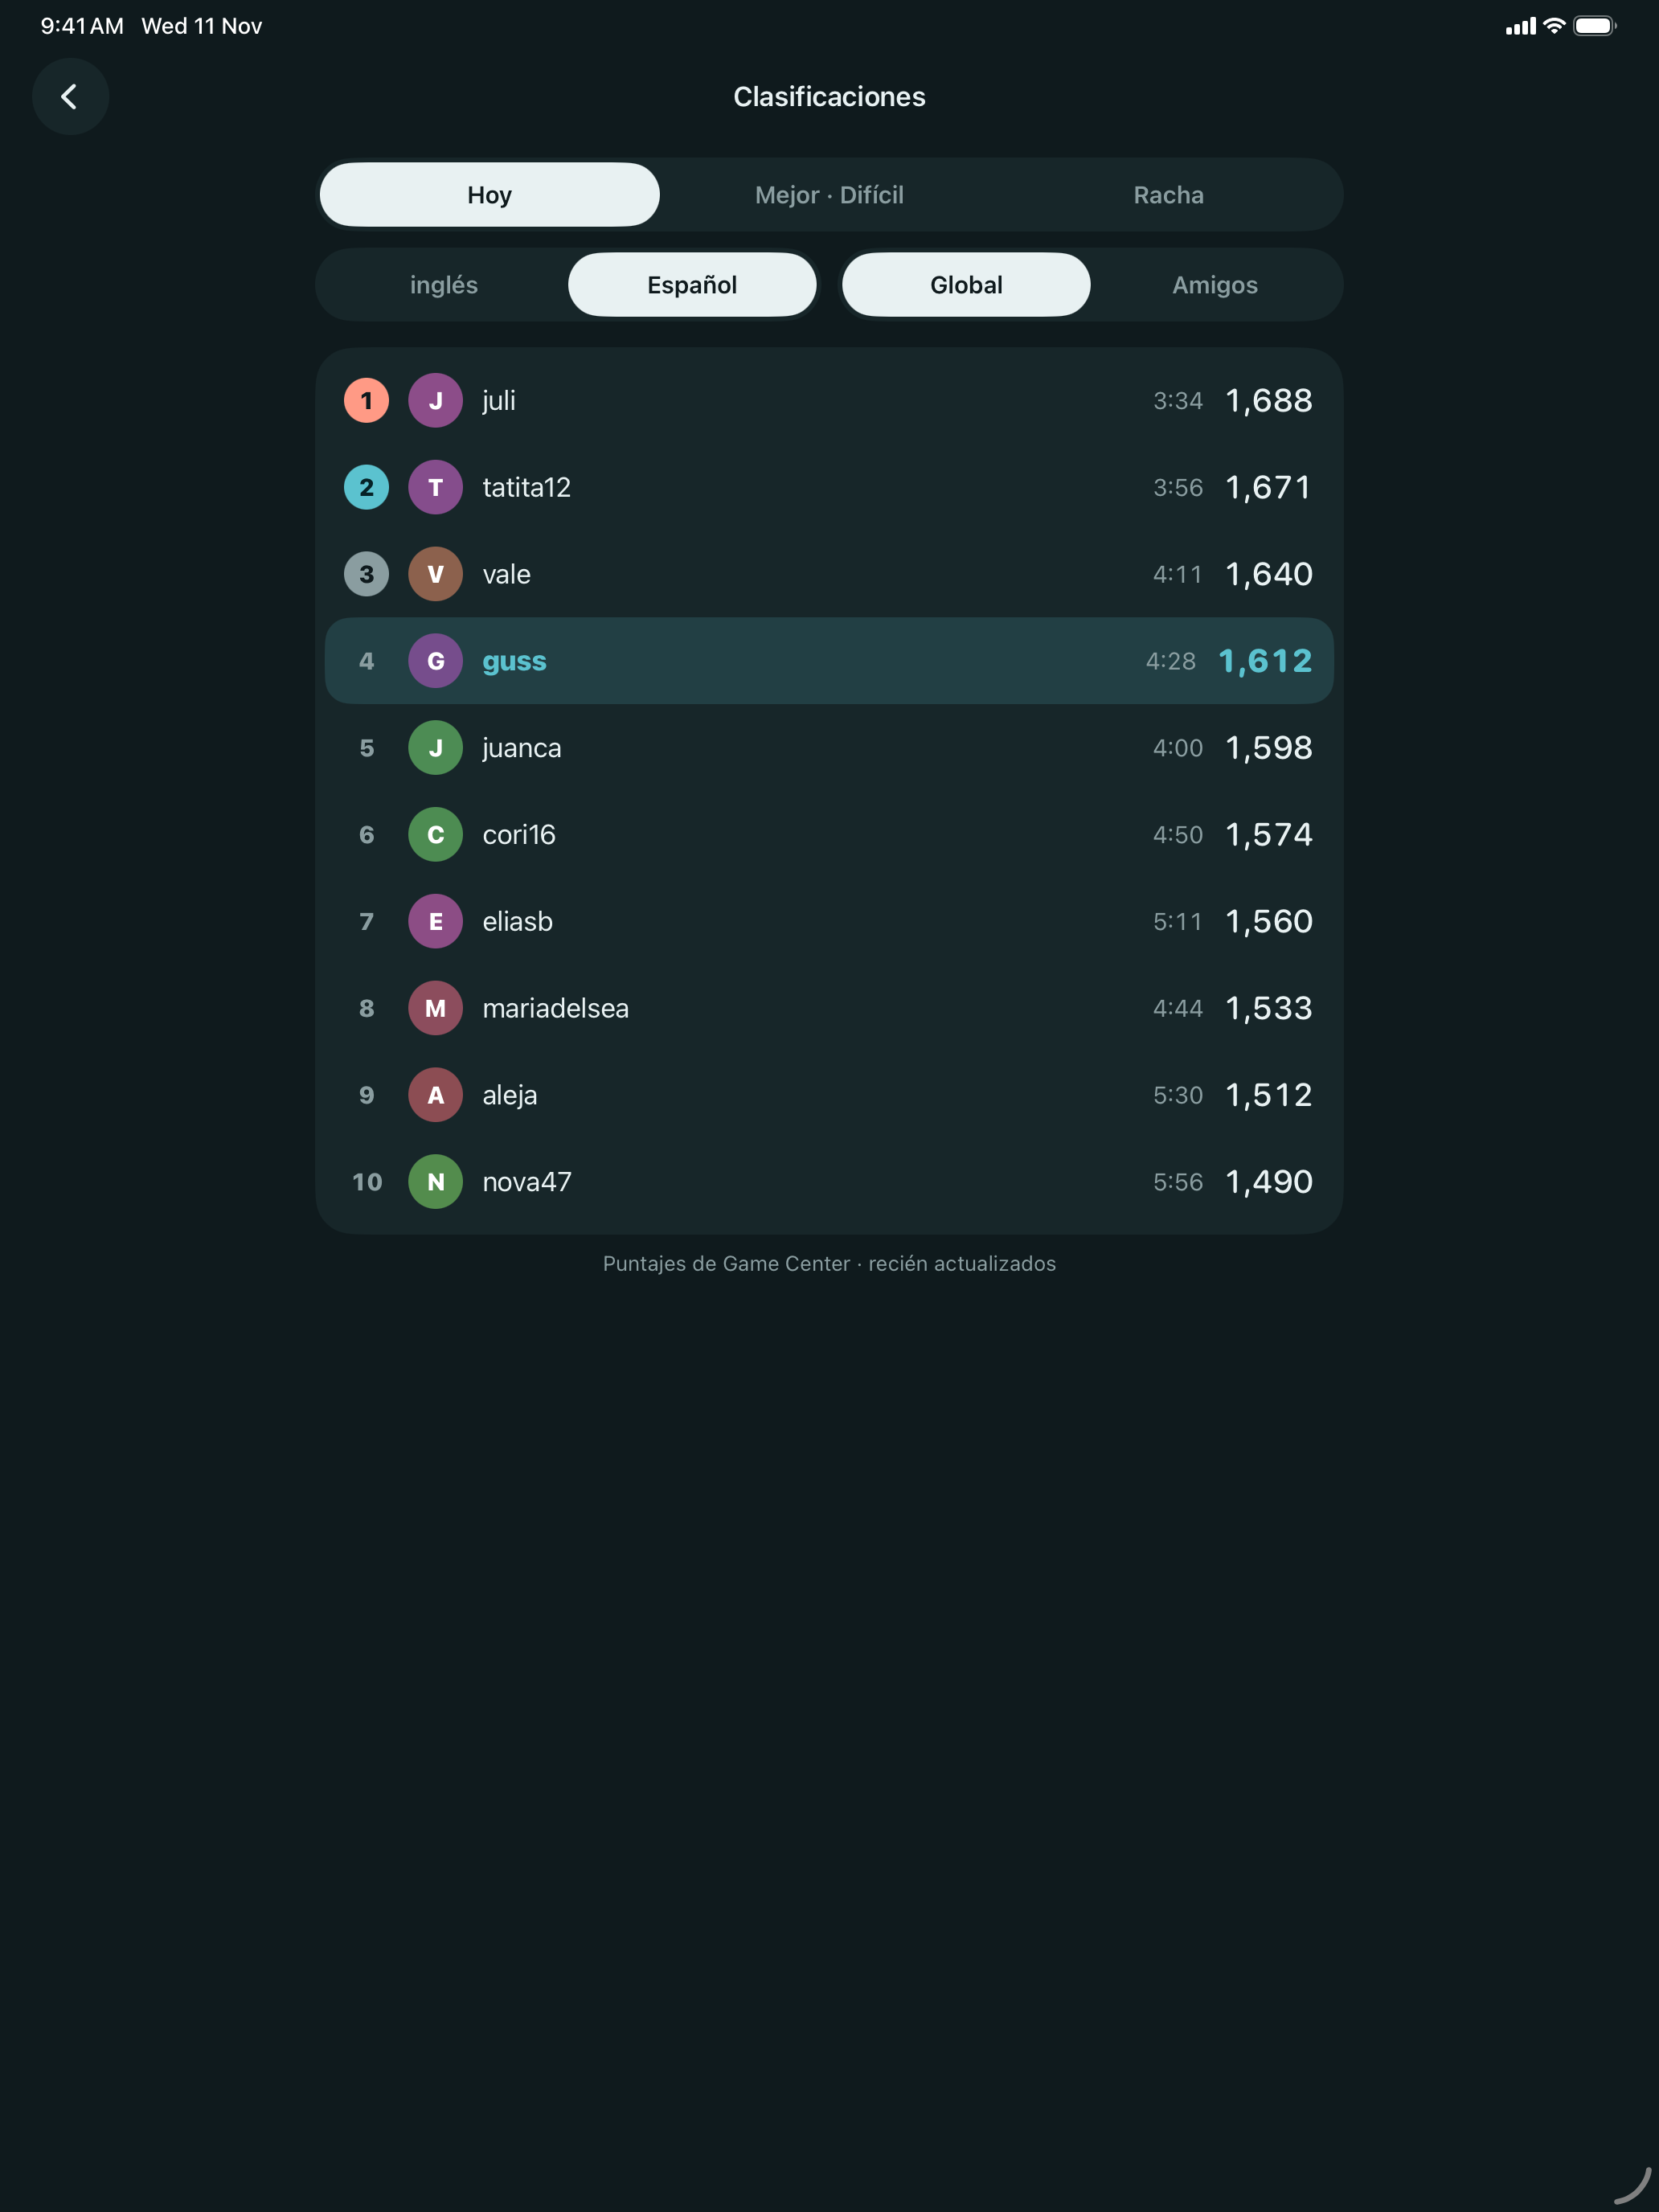 9:41 AM Wed 11 Nov
Clasificaciones
Hoy Mejor · Difícil Racha
inglés Español Global Amigos
1 J juli 3:34 1,688
2 T tatita12 3:56 1,671
3 V vale 4:11 1,640
4 G guss 4:28 1,612
5 J juanca 4:00 1,598
6 C cori16 4:50 1,574
7 E eliasb 5:11 1,560
8 M mariadelsea 4:44 1,533
9 A aleja 5:30 1,512
10 N nova47 5:56 1,490
Puntajes de Game Center · recién actualizados